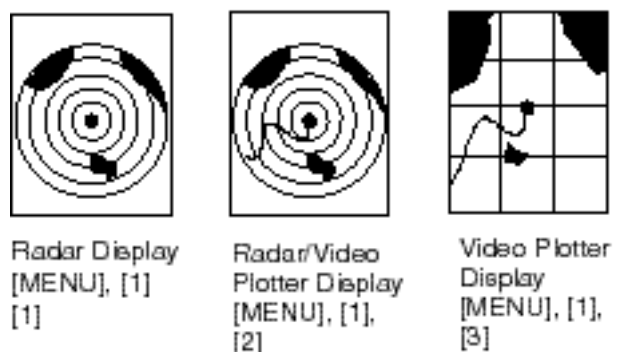 Radar Display
[MENU], [1]
[1]
Radar/Video
Plotter Display
[MENU], [1],
[2]
Video Plotter
Display
[MENU], [1],
[3]